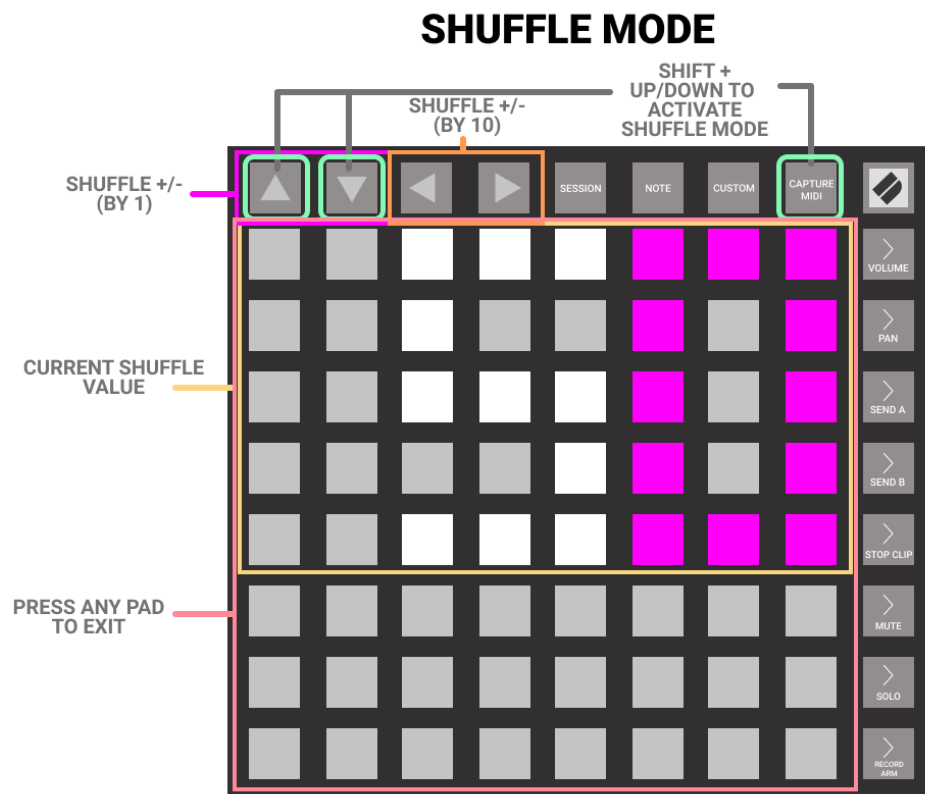 SHUFFLE MODE
SHIFT +
UP/DOWN TO
ACTIVATE
SHUFFLE MODE
SHUFFLE +/-
(BY 10)
SHUFFLE +/-
(BY 1)
SESSION
NOTE
CUSTOM
CAPTURE
MIDI
VOLUME
PAN
CURRENT SHUFFLE
VALUE
SEND A
SEND B
STOP CLIP
PRESS ANY PAD
TO EXIT
MUTE
SOLO
RECORD
ARM
50